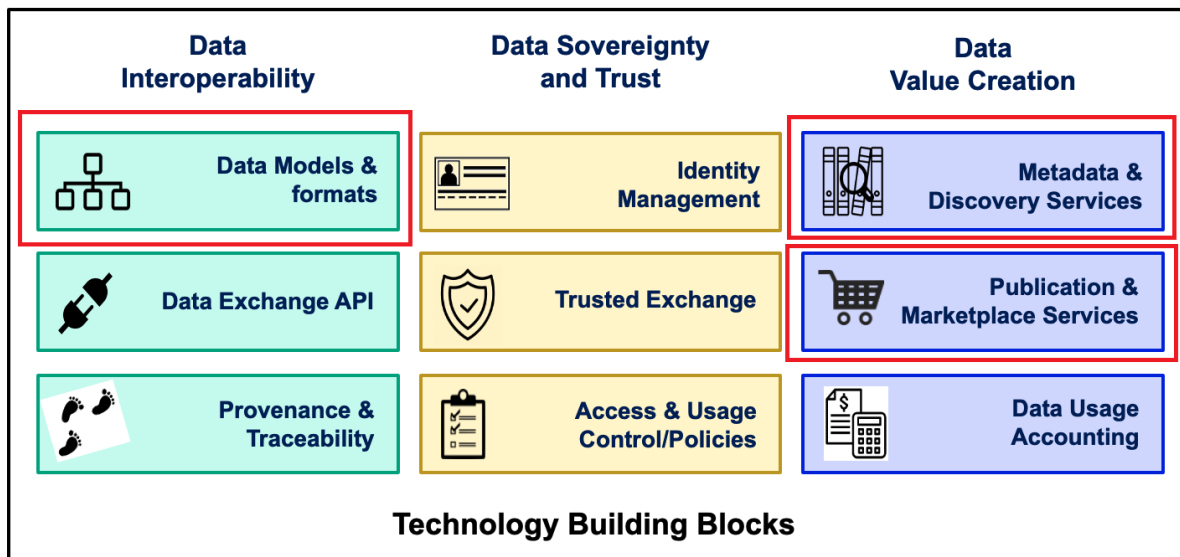 Data
Interoperability
Data Sovereignty
and Trust
Data
Value Creation
Data Models &
formats
Identity
Management
Metadata &
Discovery Services
Data Exchange API
Trusted Exchange
Publication &
Marketplace Services
Provenance &
Traceability
Access & Usage
Control/Policies
$
Data Usage
Accounting
Technology Building Blocks